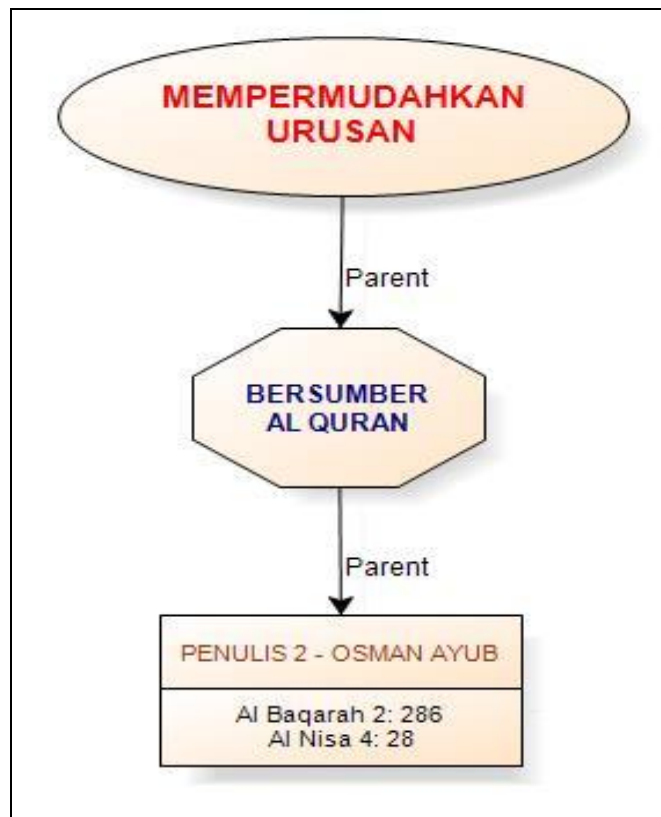 MEMPERMUDAHKAN
URUSAN
Parent
BERSUMBER
AL QURAN
Parent
PENULIS 2 - OSMAN AYUB
Al Baqarah 2: 286
Al Nisa 4: 28